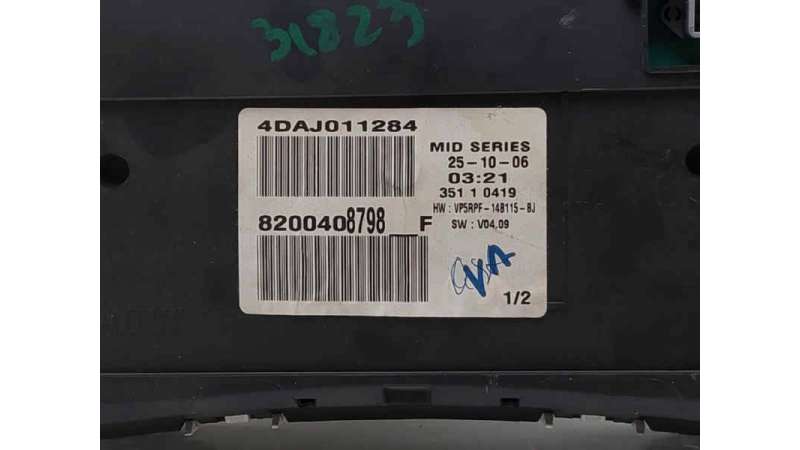 31823
4DAJ011284
MID SERIES
25-10-06
03:21
351 1 0419
HW : VP5RPF-14B115-BJ
SW : V04.09
8200408798__F
1/2